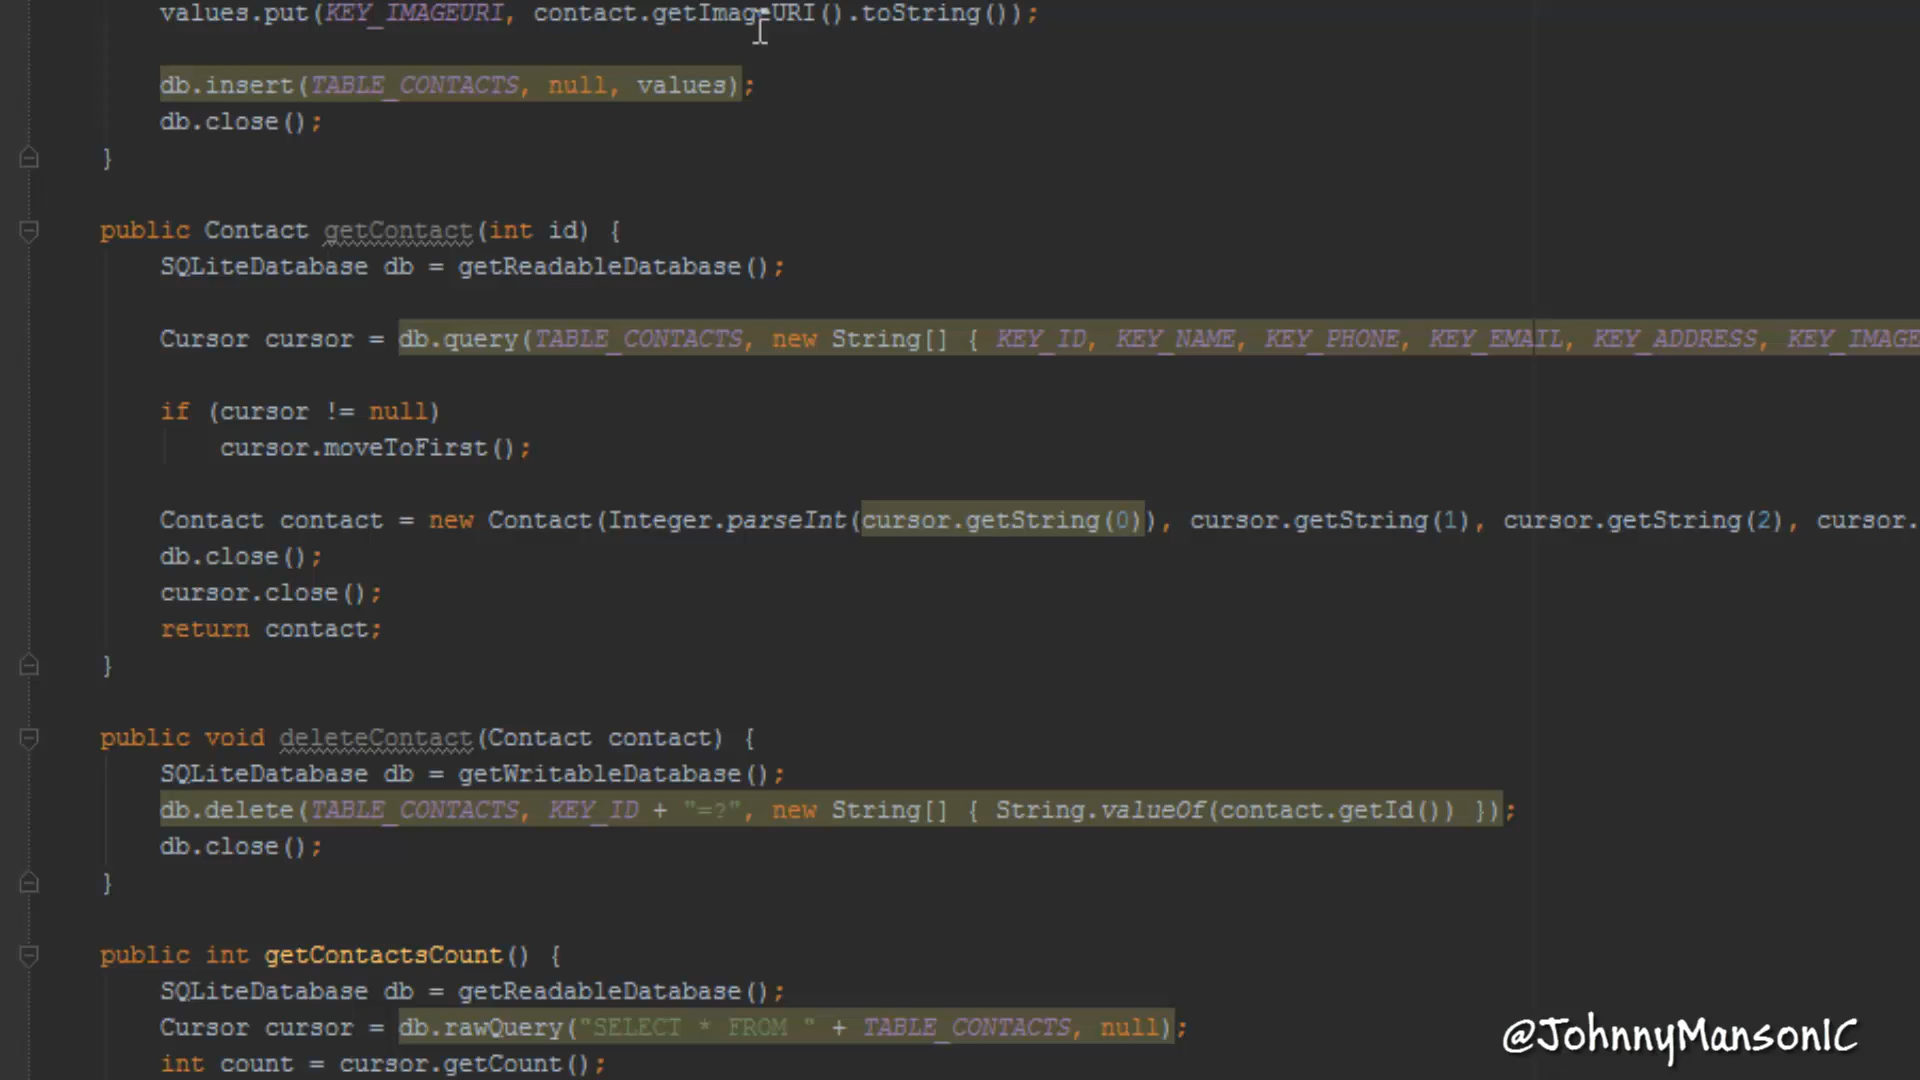 values.put(KEY_IMAGEURI, contact.getImageURI().toString());
db.insert(TABLE_CONTACTS, null, values);
db.close();
}
public Contact getContact(int id) {
SQLiteDatabase db = getReadableDatabase();
Cursor cursor = db.query(TABLE_CONTACTS, new String[] { KEY_ID, KEY_NAME, KEY_PHONE, KEY_EMAIL, KEY_ADDRESS, KEY_IMAGE
if (cursor != null)
cursor.moveToFirst();
Contact contact = new Contact(Integer.parseInt(cursor.getString(0)), cursor.getString(1), cursor.getString(2), cursor.
db.close();
cursor.close();
return contact;
}
public void deleteContact(Contact contact) {
SQLiteDatabase db = getWritableDatabase();
db.delete(TABLE_CONTACTS, KEY_ID + "=?", new String[] { String.valueOf(contact.getId()) });
db.close();
}
public int getContactsCount() {
SQLiteDatabase db = getReadableDatabase();
Cursor cursor = db.rawQuery("SELECT * FROM " + TABLE_CONTACTS, null);
int count = cursor.getCount();
@JohnnyMansonIC